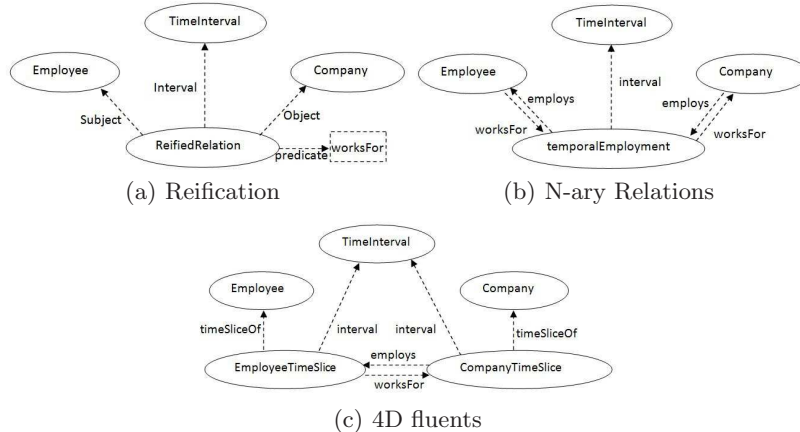 TimeInterval
Employee
Company
Interval
Subject
Object
ReifiedRelation
predicate
worksFor
(a) Reification
TimeInterval
Employee
Company
interval
employs
employs
worksFor
worksFor
temporalEmployment
(b) N-ary Relations
TimeInterval
Employee
Company
timeSliceOf
interval
interval
timeSliceOf
employs
EmployeeTimeSlice
CompanyTimeSlice
worksFor
(c) 4D fluents